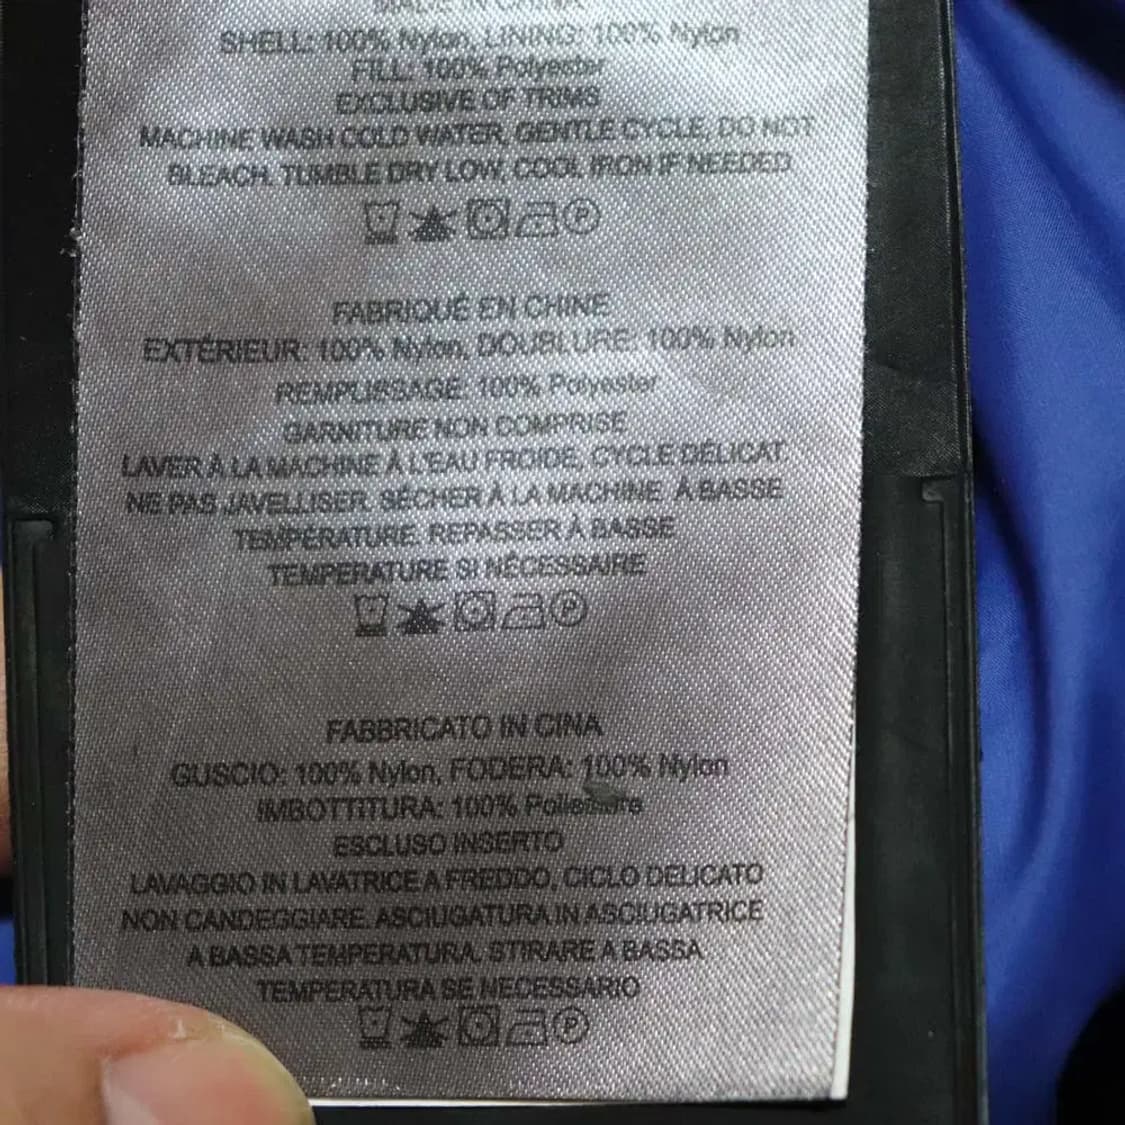 MADE IN CHINA
SHELL: 100% Nylon, LINING: 100% Nylon
FILL: 100% Polyester
EXCLUSIVE OF TRIMS
MACHINE WASH COLD WATER, GENTLE CYCLE, DO NOT
BLEACH, TUMBLE DRY LOW, COOL IRON IF NEEDED
P
FABRIQUÉ EN CHINE
EXTÉRIEUR: 100% Nylon, DOUBLURE: 100% Nylon
REMPLISSAGE: 100% Polyester
GARNITURE NON COMPRISE
LAVER À LA MACHINE À L'EAU FROIDE, CYCLE DÉLICAT
NE PAS JAVELLISER. SÉCHER À LA MACHINE À BASSE
TEMPÉRATURE. REPASSER À BASSE
TEMPERATURE SI NÉCESSAIRE
P
FABBRICATO IN CINA
GUSCIO: 100% Nylon, FODERA: 100% Nylon
IMBOTTITURA: 100% Poliestere
ESCLUSO INSERTO
LAVAGGIO IN LAVATRICE A FREDDO, CICLO DELICATO
NON CANDEGGIARE. ASCIUGATURA IN ASCIUGATRICE
A BASSA TEMPERATURA. STIRARE A BASSA
TEMPERATURA SE NECESSARIO
P